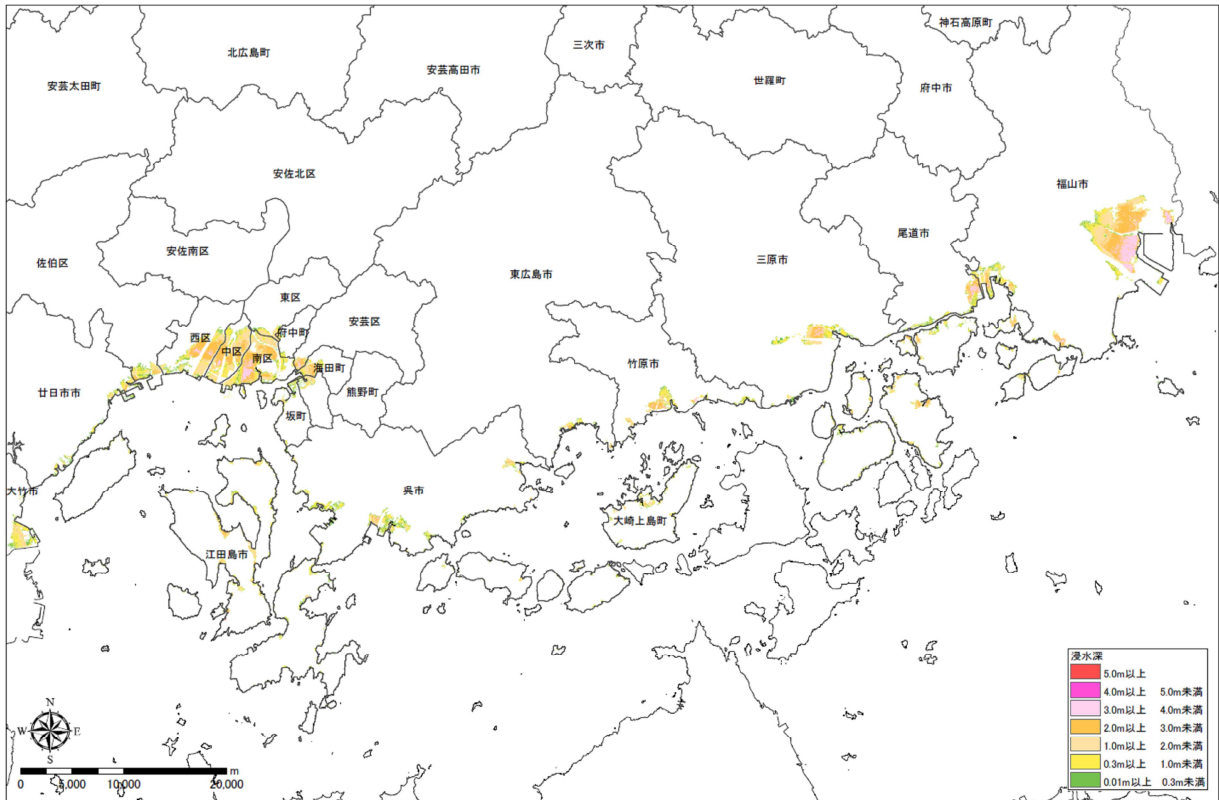 神石高原町
北広島町
三次市
安芸高田市
世羅町
安芸太田町
府中市
安佐北区
福山市
安佐南区
尾道市
佐伯区
三原市
東広島市
東区
安芸区
府中町
西区
中区
南区
海田町
竹原市
廿日市市
熊野町
坂町
大竹市
呉市
大崎上島町
江田島市
浸水深
5.0m以上
4.0m以上 5.0m未満
3.0m以上 4.0m未満
2.0m以上 3.0m未満
1.0m以上 2.0m未満
0.3m以上 1.0m未満
0.01m以上 0.3m未満
N
W E
S
m
0 5,000 10,000 20,000